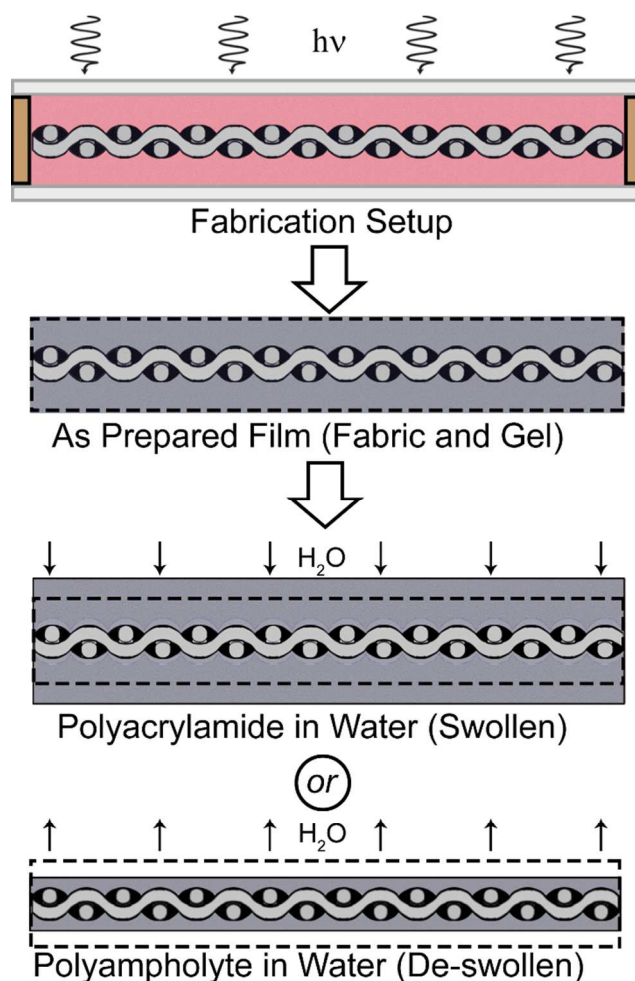 hν
Fabrication Setup
As Prepared Film (Fabric and Gel)
H₂O
Polyacrylamide in Water (Swollen)
or
H₂O
Polyampholyte in Water (De-swollen)